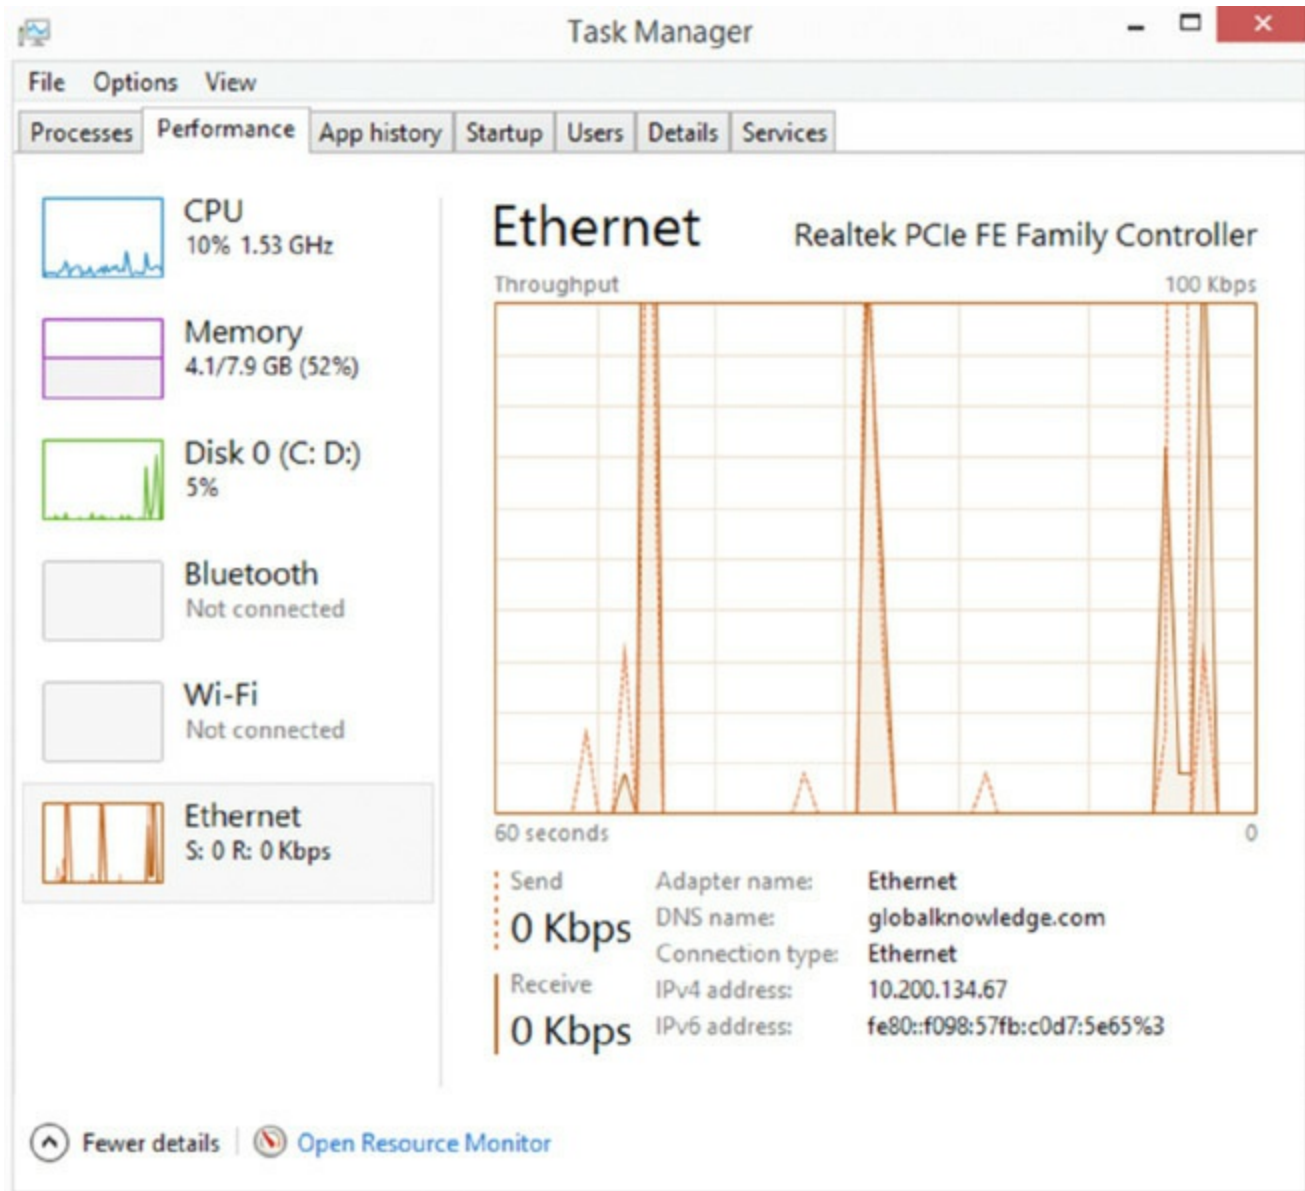 Task Manager
File Options View
Processes Performance App history Startup Users Details Services
CPU
10% 1.53 GHz
Memory
4.1/7.9 GB (52%)
Disk 0 (C: D:)
5%
Bluetooth
Not connected
Wi-Fi
Not connected
Ethernet
S: 0 R: 0 Kbps
Ethernet Realtek PCIe FE Family Controller
Throughput 100 Kbps
60 seconds 0
Send
0 Kbps
Receive
0 Kbps
Adapter name: Ethernet
DNS name: globalknowledge.com
Connection type: Ethernet
IPv4 address: 10.200.134.67
IPv6 address: fe80::f098:57fb:c0d7:5e65%3
Fewer details Open Resource Monitor